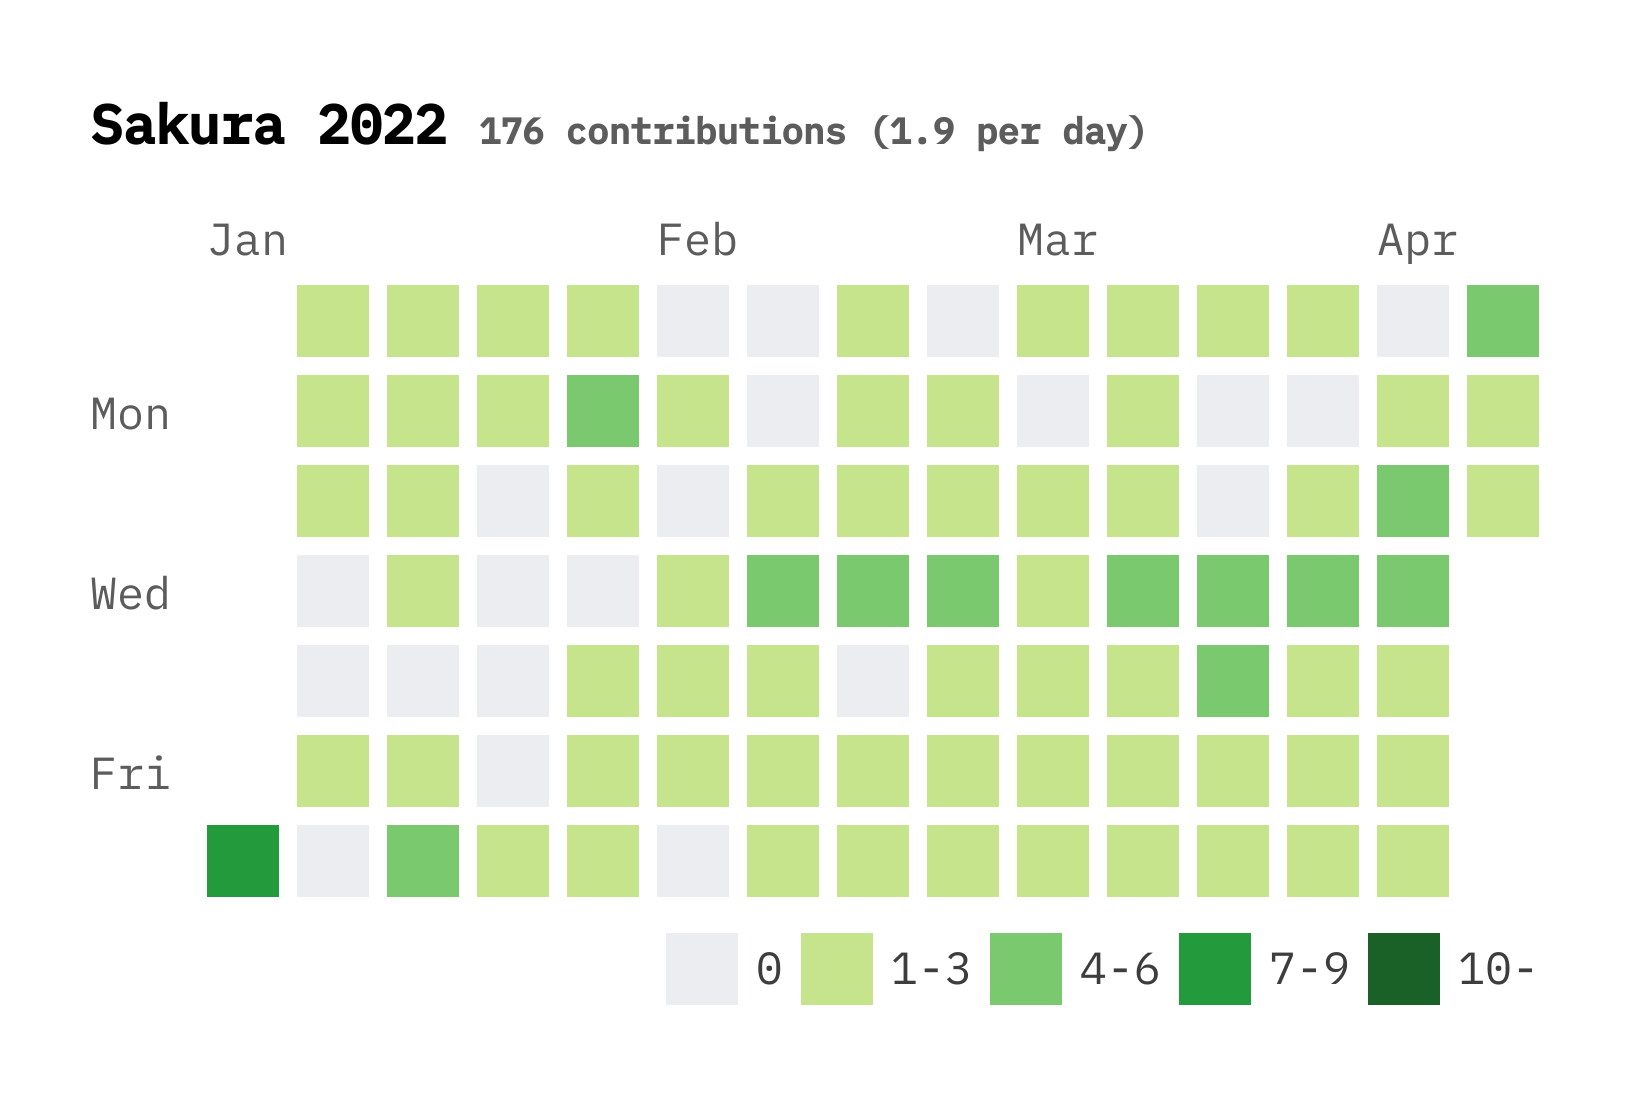 Sakura 2022 176 contributions (1.9 per day)
Jan Feb Mar Apr
Mon
Wed
Fri
0 1-3 4-6 7-9 10-